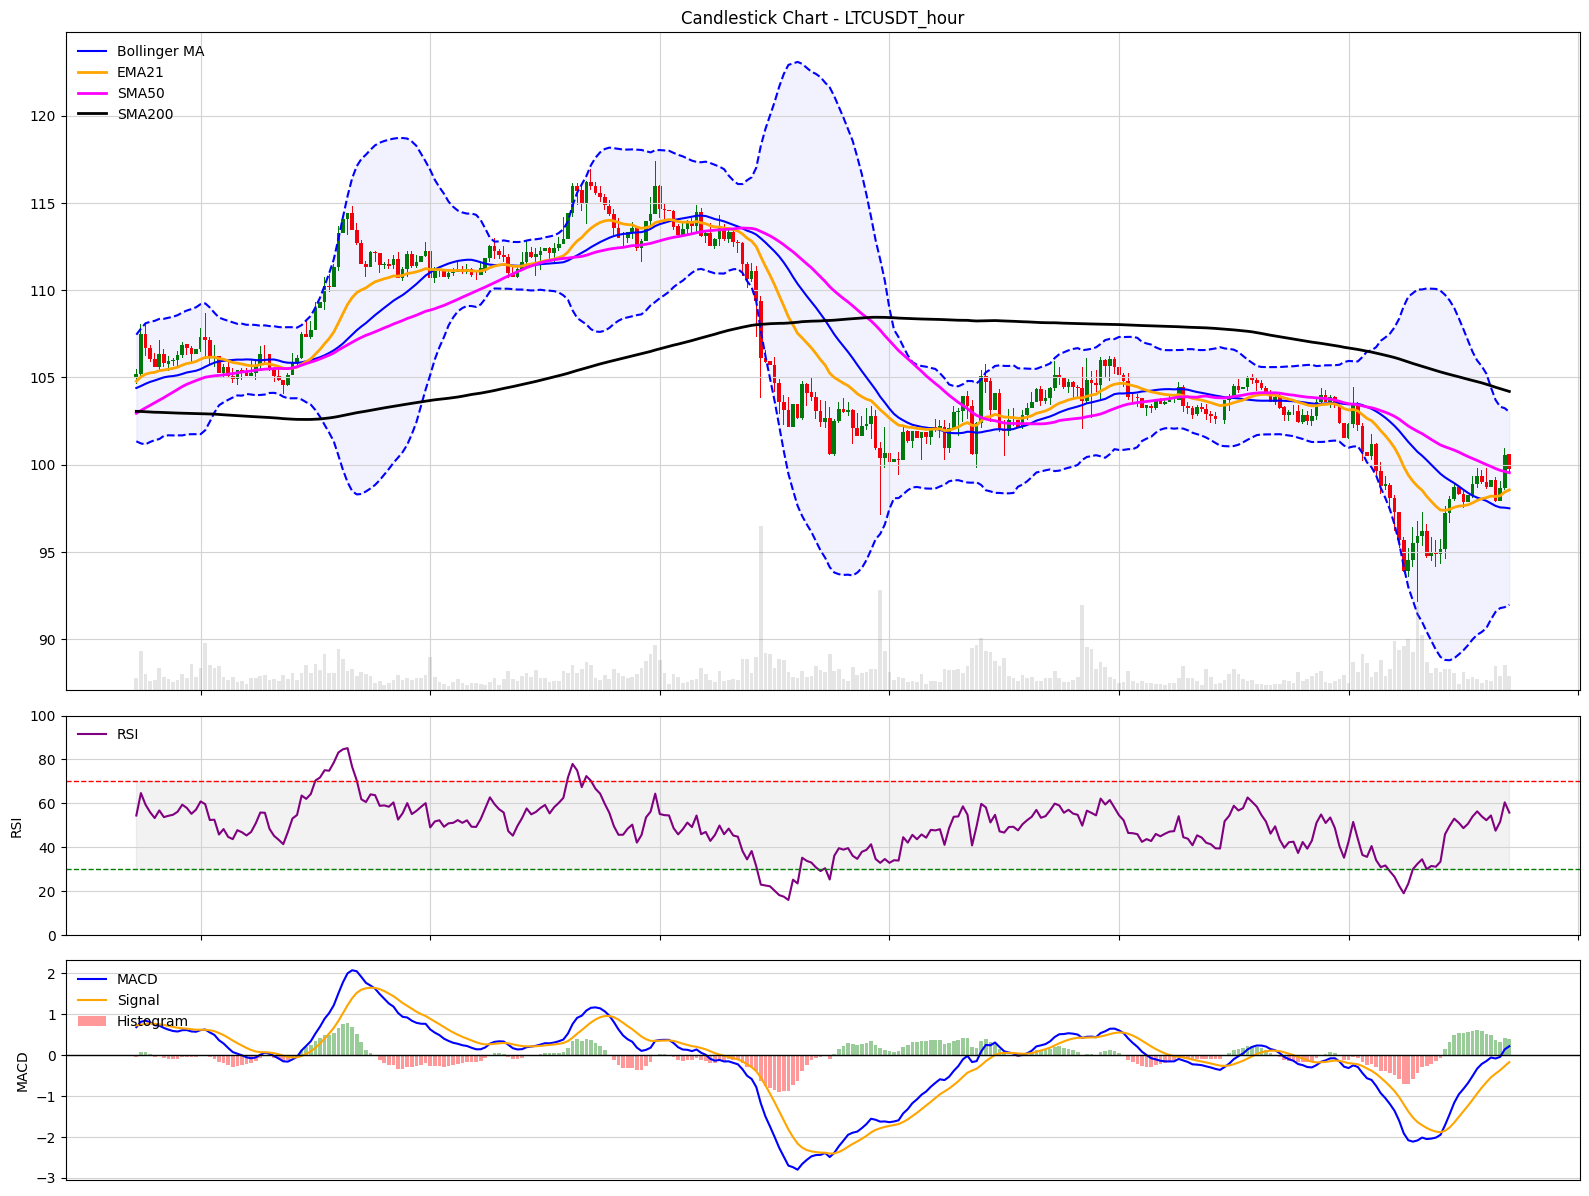 Candlestick Chart - LTCUSDT_hour
Bollinger MA
EMA21
SMA50
SMA200
120
115
110
105
100
95
90
100
80
60
40
20
0
RSI
RSI
2
1
0
−1
−2
−3
MACD
MACD
Signal
Histogram